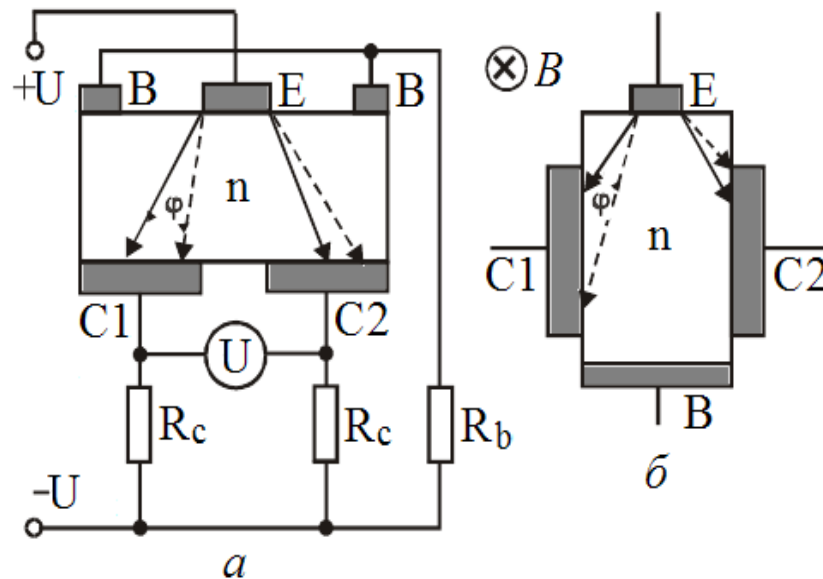 +U B E B
φ n
C1 C2
U
Rc Rc Rb
-U
а
B
E
φ n
C1 C2
B
б